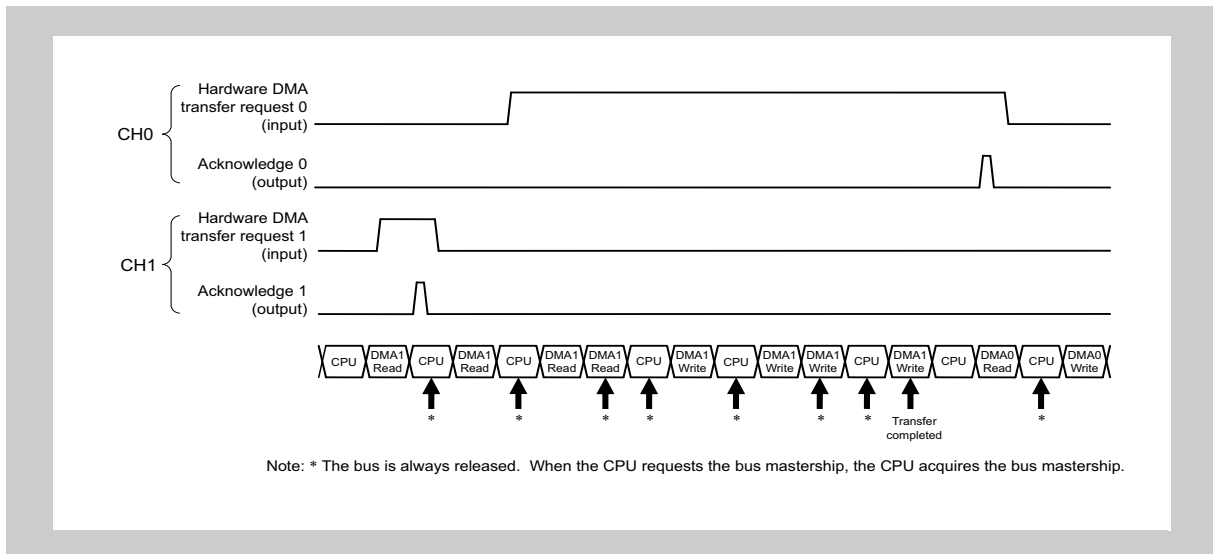 Hardware DMA
transfer request 0
(input)
CH0
Acknowledge 0
(output)
Hardware DMA
transfer request 1
(input)
CH1
Acknowledge 1
(output)
CPU DMA1 Read CPU DMA1 Read CPU DMA1 Read DMA1 Read CPU DMA1 Write CPU DMA1 Write DMA1 Write CPU DMA1 Write CPU DMA0 Read CPU DMA0 Write
* * * * * * * Transfer completed *
Note: * The bus is always released. When the CPU requests the bus mastership, the CPU acquires the bus mastership.